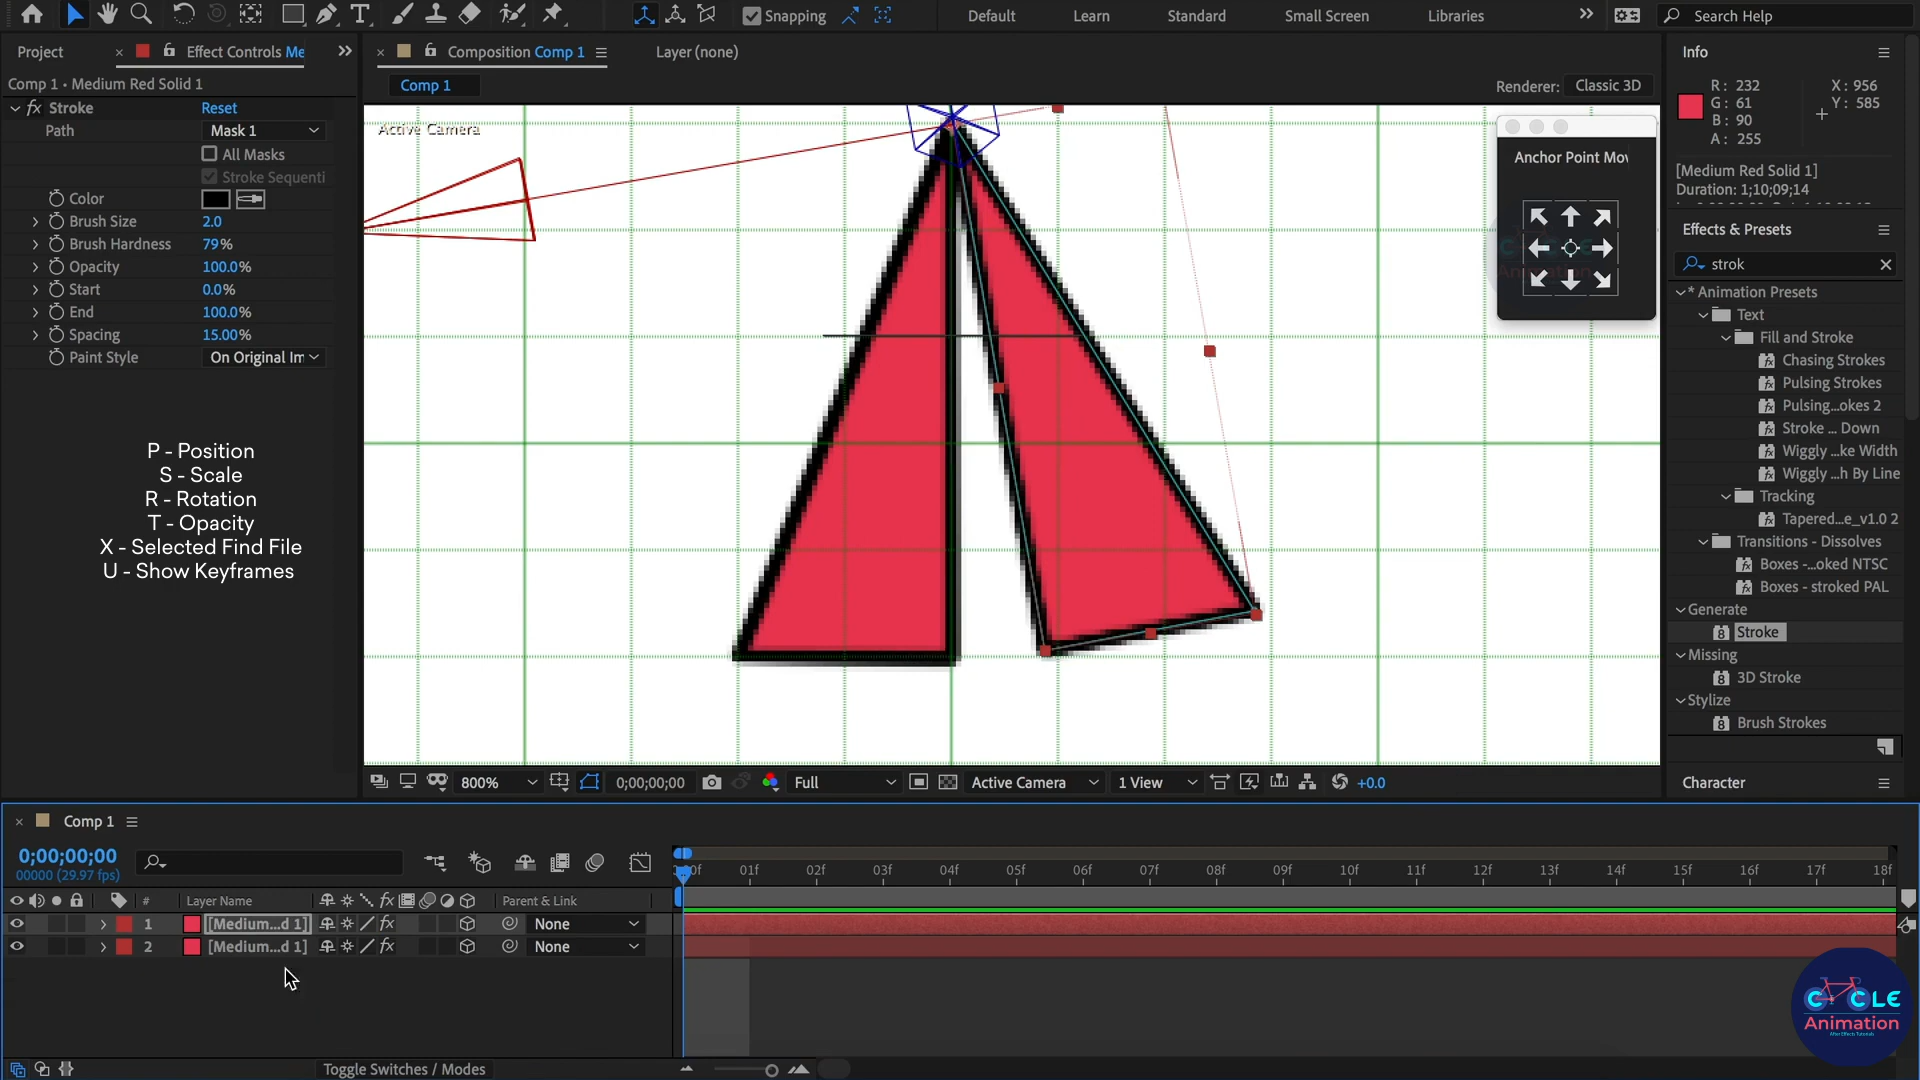 Snapping
Default
Learn
Standard
Small Screen
Libraries
Search Help
Project
Effect Controls Me
Composition Comp 1
Layer (none)
Info
Comp 1 • Medium Red Solid 1
Comp 1
Renderer:
Classic 3D
R: 232
G: 61
B: 90
A: 255
X: 956
Y: 585
fx Stroke
Reset
Path
Mask 1
All Masks
Stroke Sequenti
Color
Brush Size
2.0
Brush Hardness
79%
Opacity
100.0%
Start
0.0%
End
100.0%
Spacing
15.00%
Paint Style
On Original Im
Active Camera
Anchor Point Mov
[Medium Red Solid 1]
Duration: 1;10;09;14
Effects & Presets
strok
* Animation Presets
Text
Fill and Stroke
Chasing Strokes
Pulsing Strokes
Pulsing...okes 2
Stroke ... Down
Wiggly ...ke Width
Wiggly ...h By Line
Tracking
Tapered...e_v1.0 2
Transitions - Dissolves
Boxes -...oked NTSC
Boxes - stroked PAL
Generate
Stroke
Missing
3D Stroke
Stylize
Brush Strokes
Character
P - Position
S - Scale
R - Rotation
T - Opacity
X - Selected Find File
U - Show Keyframes
800%
0;00;00;00
Full
Active Camera
1 View
+0.0
Comp 1
0;00;00;00
00000 (29.97 fps)
00f
01f
02f
03f
04f
05f
06f
07f
08f
09f
10f
11f
12f
13f
14f
15f
16f
17f
18f
#
Layer Name
fx
Parent & Link
1
[Medium...d 1]
fx
None
2
[Medium...d 1]
fx
None
Toggle Switches / Modes
CYCLE
Animation
After Effects Tutorials